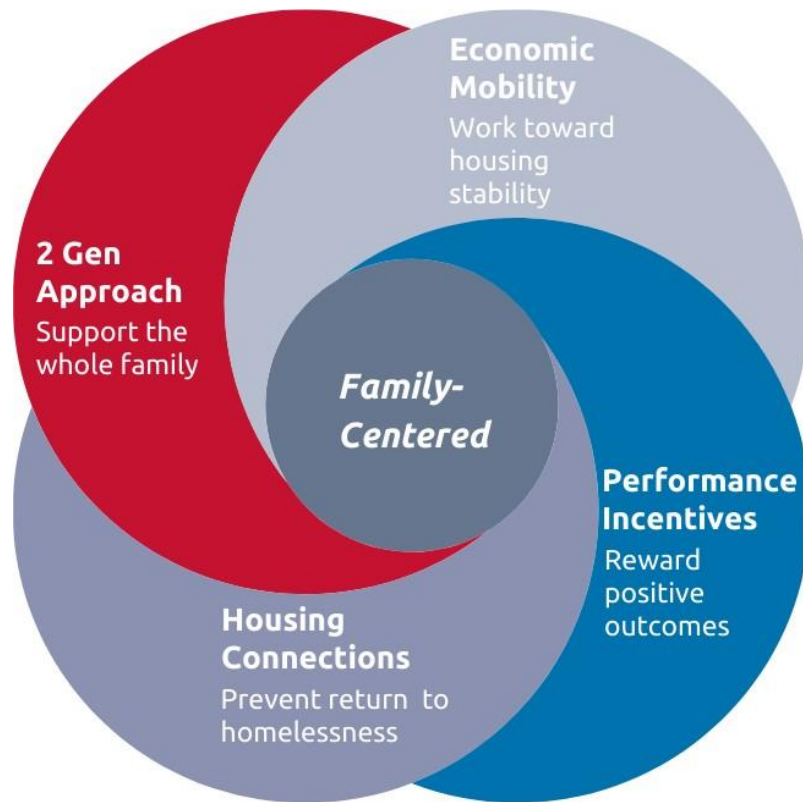 Economic
Mobility
Work toward
housing
stability
2 Gen
Approach
Support the
whole family
Family-
Centered
Performance
Incentives
Reward
positive
outcomes
Housing
Connections
Prevent return to
homelessness